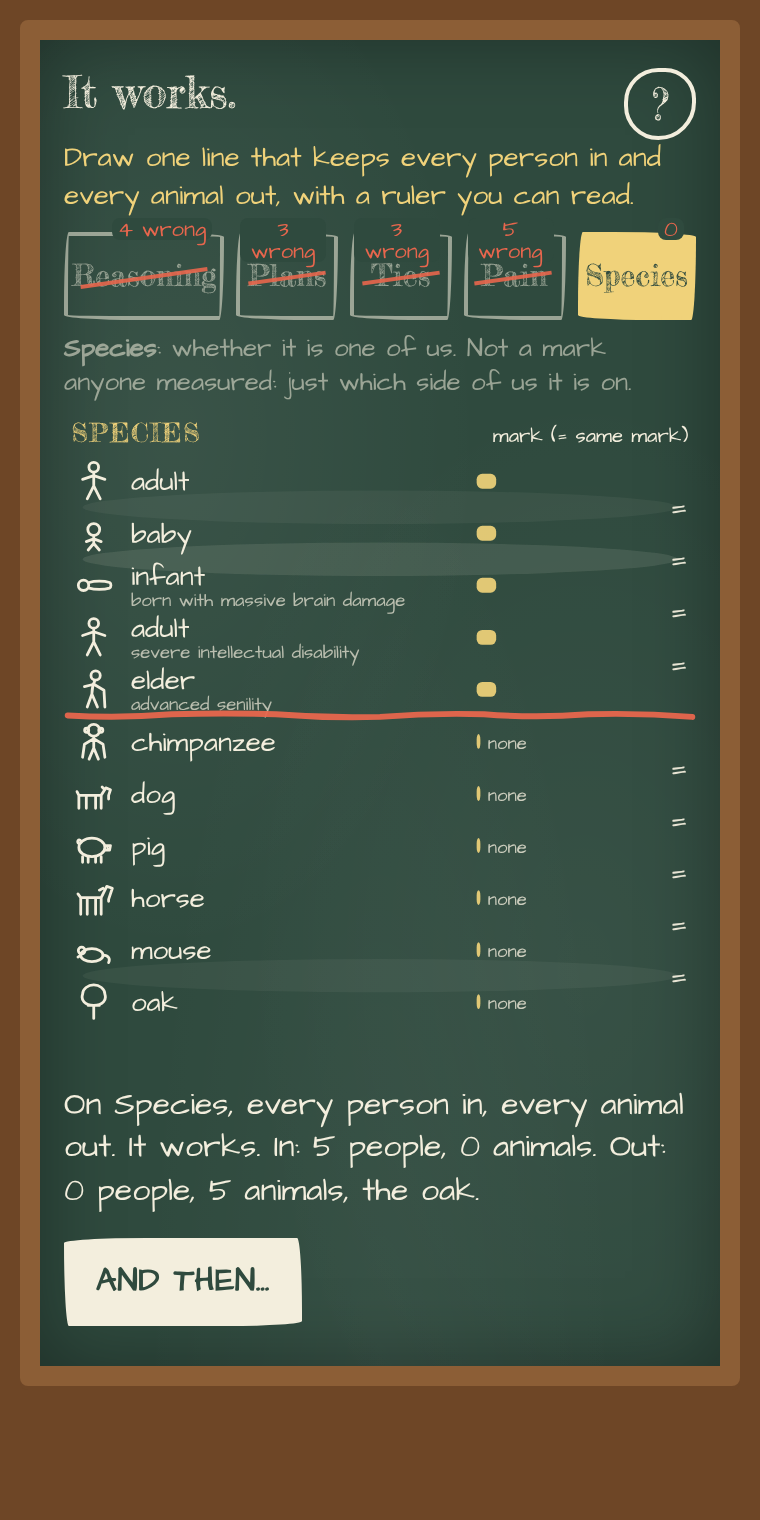 It works.
?
Draw one line that keeps every person in and
every animal out, with a ruler you can read.
4 wrong
3 wrong
3 wrong
5 wrong
0
Reasoning
Plans
Ties
Pain
Species
Species: whether it is one of us. Not a mark
anyone measured: just which side of us it is on.
SPECIES
mark (= same mark)
adult
=
baby
=
infant
born with massive brain damage
=
adult
severe intellectual disability
=
elder
advanced senility
chimpanzee
none
=
dog
none
=
pig
none
=
horse
none
=
mouse
none
=
oak
none
On Species, every person in, every animal
out. It works. In: 5 people, 0 animals. Out:
0 people, 5 animals, the oak.
AND THEN...